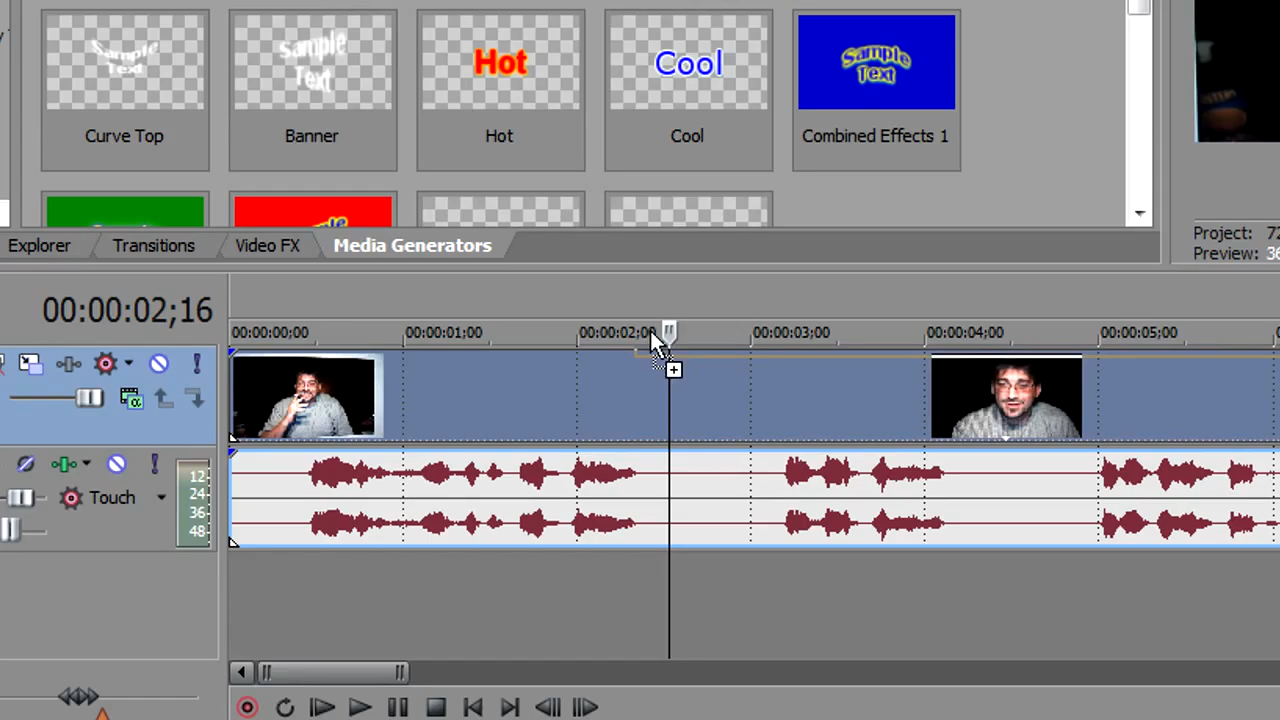 Sample
Text
Sample
Text
Hot
Cool
Sample
Text
Curve Top
Banner
Hot
Cool
Combined Effects 1
Explorer
Transitions
Video FX
Media Generators
Project: 72
Preview: 36
00:00:02;16
00:00:00;00
00:00:01;00
00:00:02;00
00:00:03;00
00:00:04;00
00:00:05;00
12
24
Touch
36
48